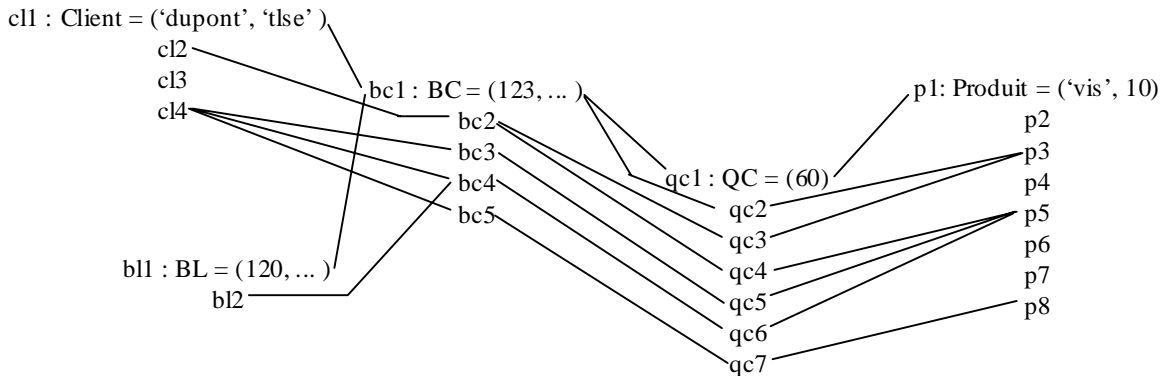 cl1 : Client = (‘dupont’, ‘tlse’ )
cl2
cl3
cl4
bc1 : BC = (123, ... )
bc2
bc3
bc4
bc5
bl1 : BL = (120, ... )
bl2
qc1 : QC = (60)
qc2
qc3
qc4
qc5
qc6
qc7
p1: Produit = (‘vis’, 10)
p2
p3
p4
p5
p6
p7
p8